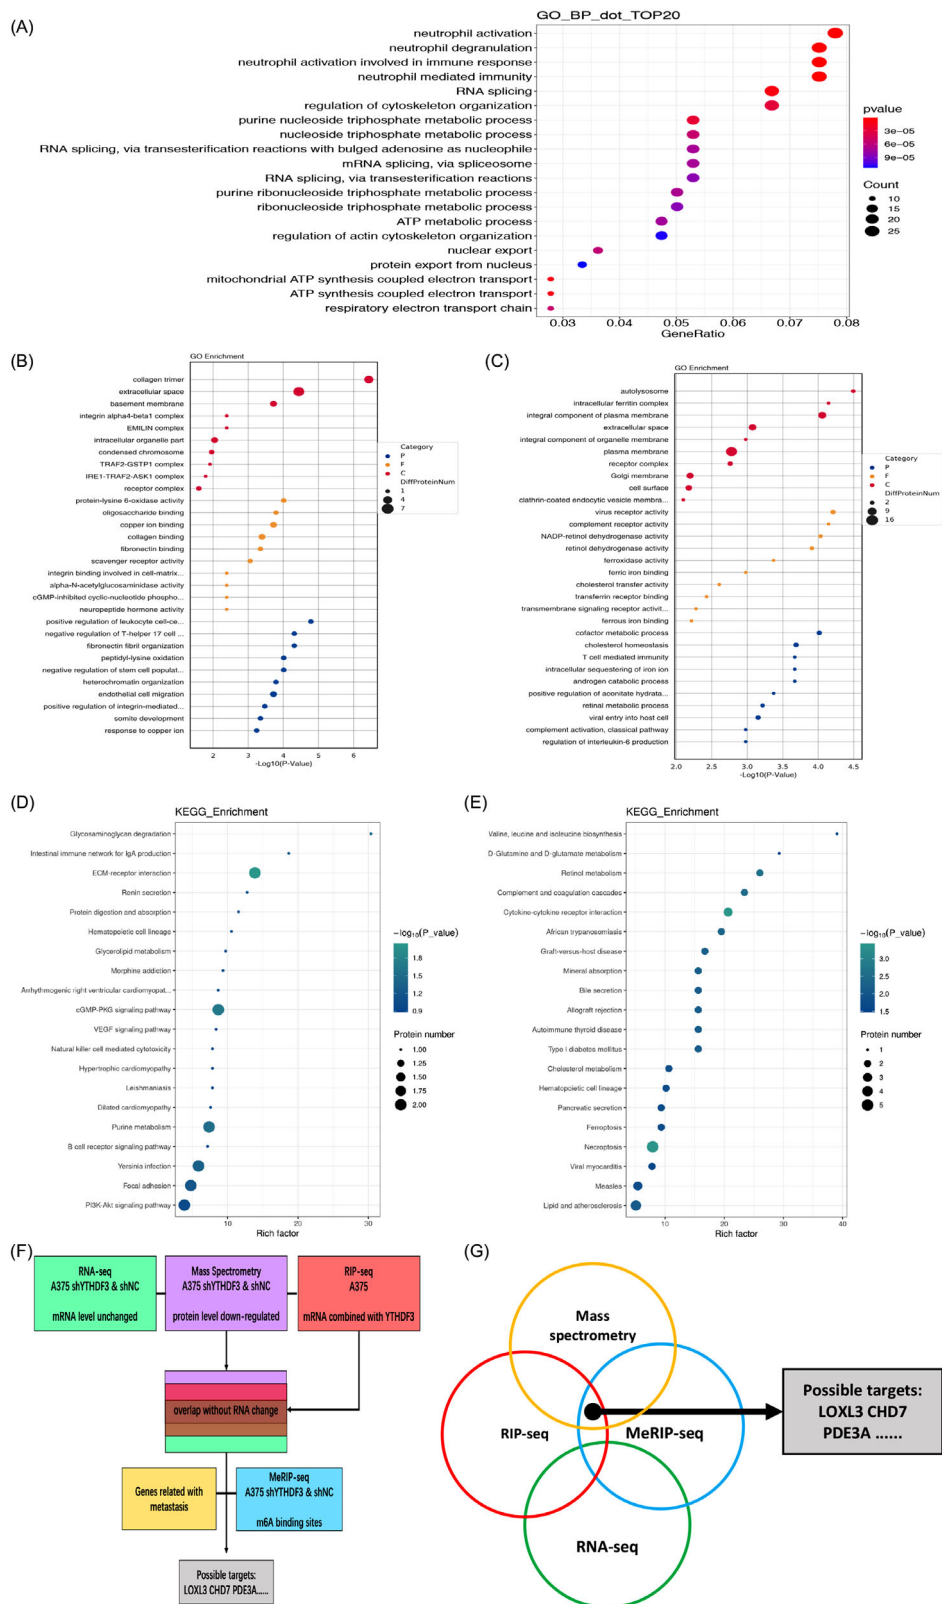 (A)
GO_BP_dot_TOP20
neutrophil activation
neutrophil degranulation
neutrophil activation involved in immune response
neutrophil mediated immunity
RNA splicing
regulation of cytoskeleton organization
purine nucleoside triphosphate metabolic process
nucleoside triphosphate metabolic process
RNA splicing, via transesterification reactions with bulged adenosine as nucleophile
mRNA splicing, via spliceosome
RNA splicing, via transesterification reactions
purine ribonucleoside triphosphate metabolic process
ribonucleoside triphosphate metabolic process
ATP metabolic process
regulation of actin cytoskeleton organization
nuclear export
protein export from nucleus
mitochondrial ATP synthesis coupled electron transport
ATP synthesis coupled electron transport
respiratory electron transport chain
0.03 0.04 0.05 0.06 0.07 0.08
GeneRatio
pvalue
3e-05
6e-05
9e-05
Count
10
15
20
25
(B)
GO Enrichment
collagen trimer
extracellular space
basement membrane
integrin alpha4-beta1 complex
EMILIN complex
intracellular organelle part
condensed chromosome
TRAF2-GSTP1 complex
IRE1-TRAF2-ASK1 complex
receptor complex
protein-lysine 6-oxidase activity
oligosaccharide binding
copper ion binding
collagen binding
fibronectin binding
scavenger receptor activity
integrin binding involved in cell-matrix...
alpha-N-acetylglucosaminidase activity
cGMP-inhibited cyclic-nucleotide phospho...
neuropeptide hormone activity
positive regulation of leukocyte cell-ce...
negative regulation of T-helper 17 cell ...
fibronectin fibril organization
peptidyl-lysine oxidation
negative regulation of stem cell populat...
heterochromatin organization
endothelial cell migration
positive regulation of integrin-mediated...
somite development
response to copper ion
2 3 4 5 6
-Log10(P-Value)
Category
P
F
C
DiffProteinNum
1
4
7
(C)
GO Enrichment
autolysosome
intracellular ferritin complex
integral component of plasma membrane
extracellular space
integral component of organelle membrane
plasma membrane
receptor complex
Golgi membrane
cell surface
clathrin-coated endocytic vesicle membra...
virus receptor activity
complement receptor activity
NADP-retinol dehydrogenase activity
retinol dehydrogenase activity
ferroxidase activity
ferric iron binding
cholesterol transfer activity
transferrin receptor binding
transmembrane signaling receptor activit...
ferrous iron binding
cofactor metabolic process
cholesterol homeostasis
T cell mediated immunity
intracellular sequestering of iron ion
androgen catabolic process
positive regulation of aconitate hydrata...
retinal metabolic process
viral entry into host cell
complement activation, classical pathway
regulation of interleukin-6 production
2.0 2.5 3.0 3.5 4.0 4.5
-Log10(P-Value)
Category
P
F
C
DiffProteinNum
2
9
16
(D)
KEGG_Enrichment
Glycosaminoglycan degradation
Intestinal immune network for IgA production
ECM-receptor interaction
Renin secretion
Protein digestion and absorption
Hematopoietic cell lineage
Glycerolipid metabolism
Morphine addiction
Arrhythmogenic right ventricular cardiomyopat...
cGMP-PKG signaling pathway
VEGF signaling pathway
Natural killer cell mediated cytotoxicity
Hypertrophic cardiomyopathy
Leishmaniasis
Dilated cardiomyopathy
Purine metabolism
B cell receptor signaling pathway
Yersinia infection
Focal adhesion
PI3K-Akt signaling pathway
10 20 30
Rich factor
−log10(P_value)
1.8
1.5
1.2
0.9
Protein number
1.00
1.25
1.50
1.75
2.00
(E)
KEGG_Enrichment
Valine, leucine and isoleucine biosynthesis
D-Glutamine and D-glutamate metabolism
Retinol metabolism
Complement and coagulation cascades
Cytokine-cytokine receptor interaction
African trypanosomiasis
Graft-versus-host disease
Mineral absorption
Bile secretion
Allograft rejection
Autoimmune thyroid disease
Type I diabetes mellitus
Cholesterol metabolism
Hematopoietic cell lineage
Pancreatic secretion
Ferroptosis
Necroptosis
Viral myocarditis
Measles
Lipid and atherosclerosis
10 20 30 40
Rich factor
−log10(P_value)
3.0
2.5
2.0
1.5
Protein number
1
2
3
4
5
(F)
RNA-seq
A375 shYTHDF3 & shNC
mRNA level unchanged
Mass Spectrometry
A375 shYTHDF3 & shNC
protein level down-regulated
RIP-seq
A375
mRNA combined with YTHDF3
overlap without RNA change
Genes related with
metastasis
MeRIP-seq
A375 shYTHDF3 & shNC
m6A binding sites
Possible targets:
LOXL3 CHD7 PDE3A......
(G)
Mass
spectrometry
RIP-seq
MeRIP-seq
RNA-seq
Possible targets:
LOXL3 CHD7
PDE3A ......